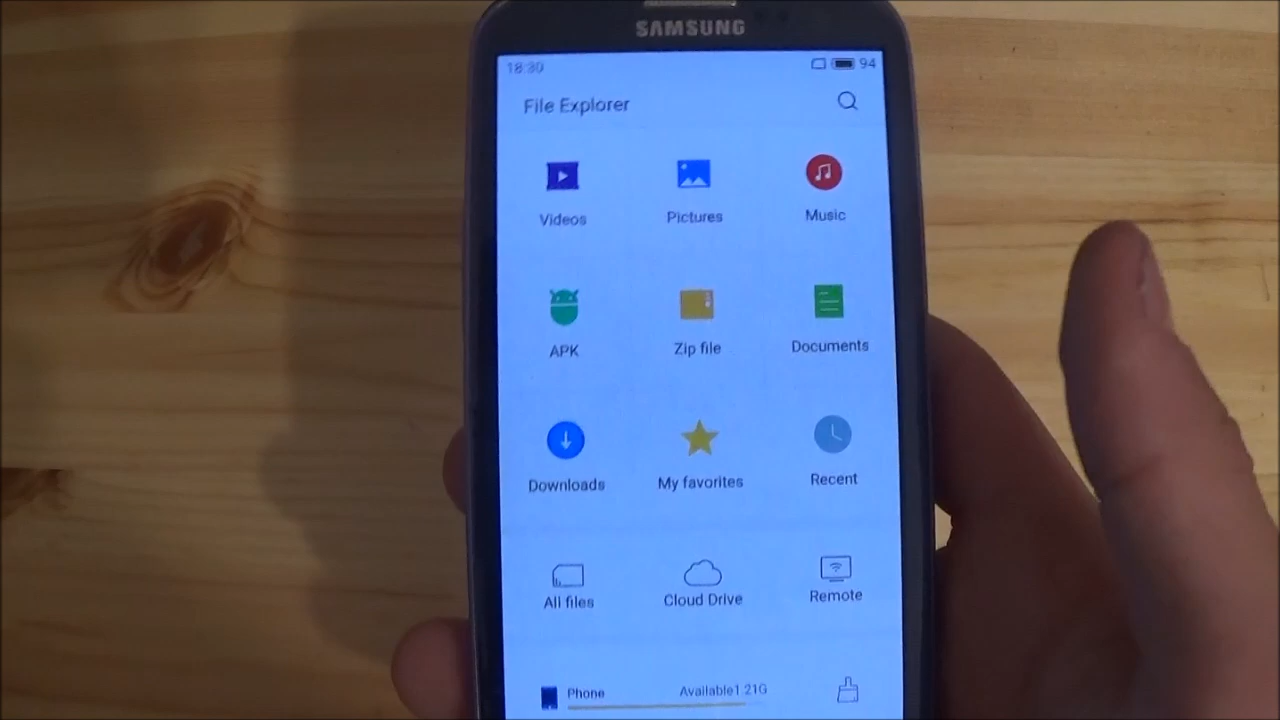 SAMSUNG
18:30 94
File Explorer
Videos Pictures Music
APK Zip file Documents
Downloads My favorites Recent
All files Cloud Drive Remote
Phone Available1.21G